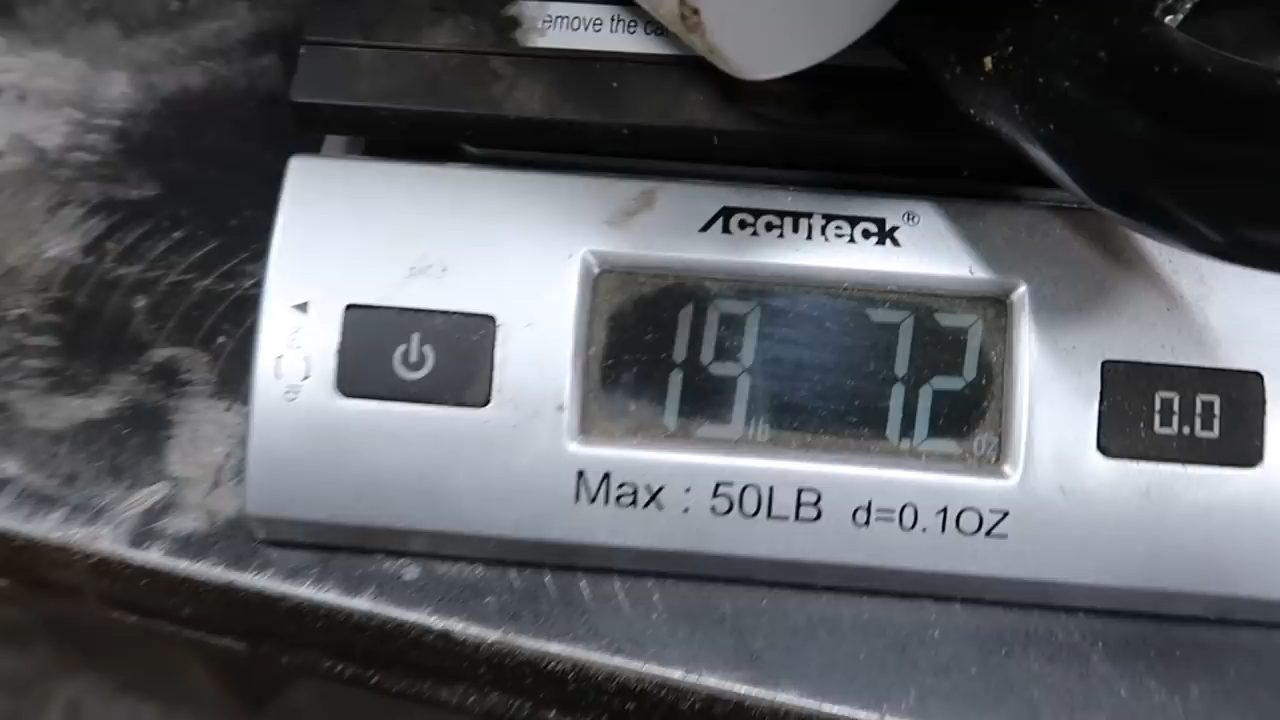 emove the ca
Accuteck®
19 lb 7.2 oz
0.0
Max : 50LB d=0.1OZ